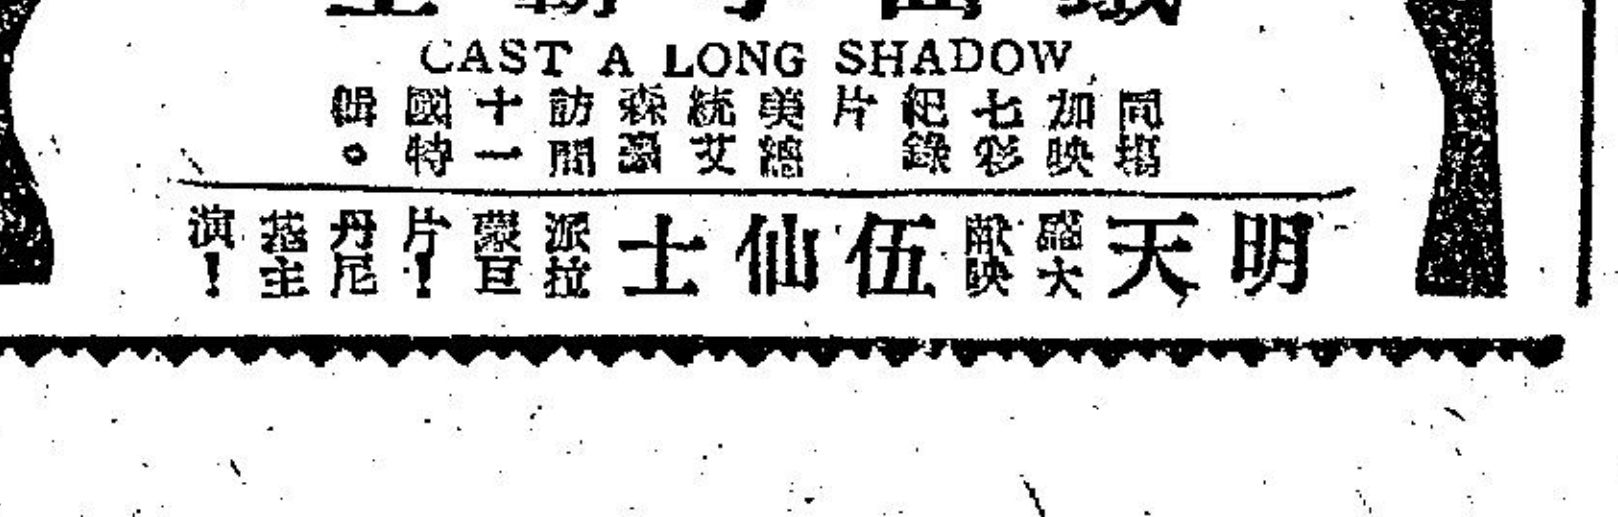 CAST A LONG SHADOW
同場加映七彩紀錄片美總統艾森豪訪問十一國特輯。
明天盛大獻映伍仙士派拉蒙巨片！丹尼基主演！